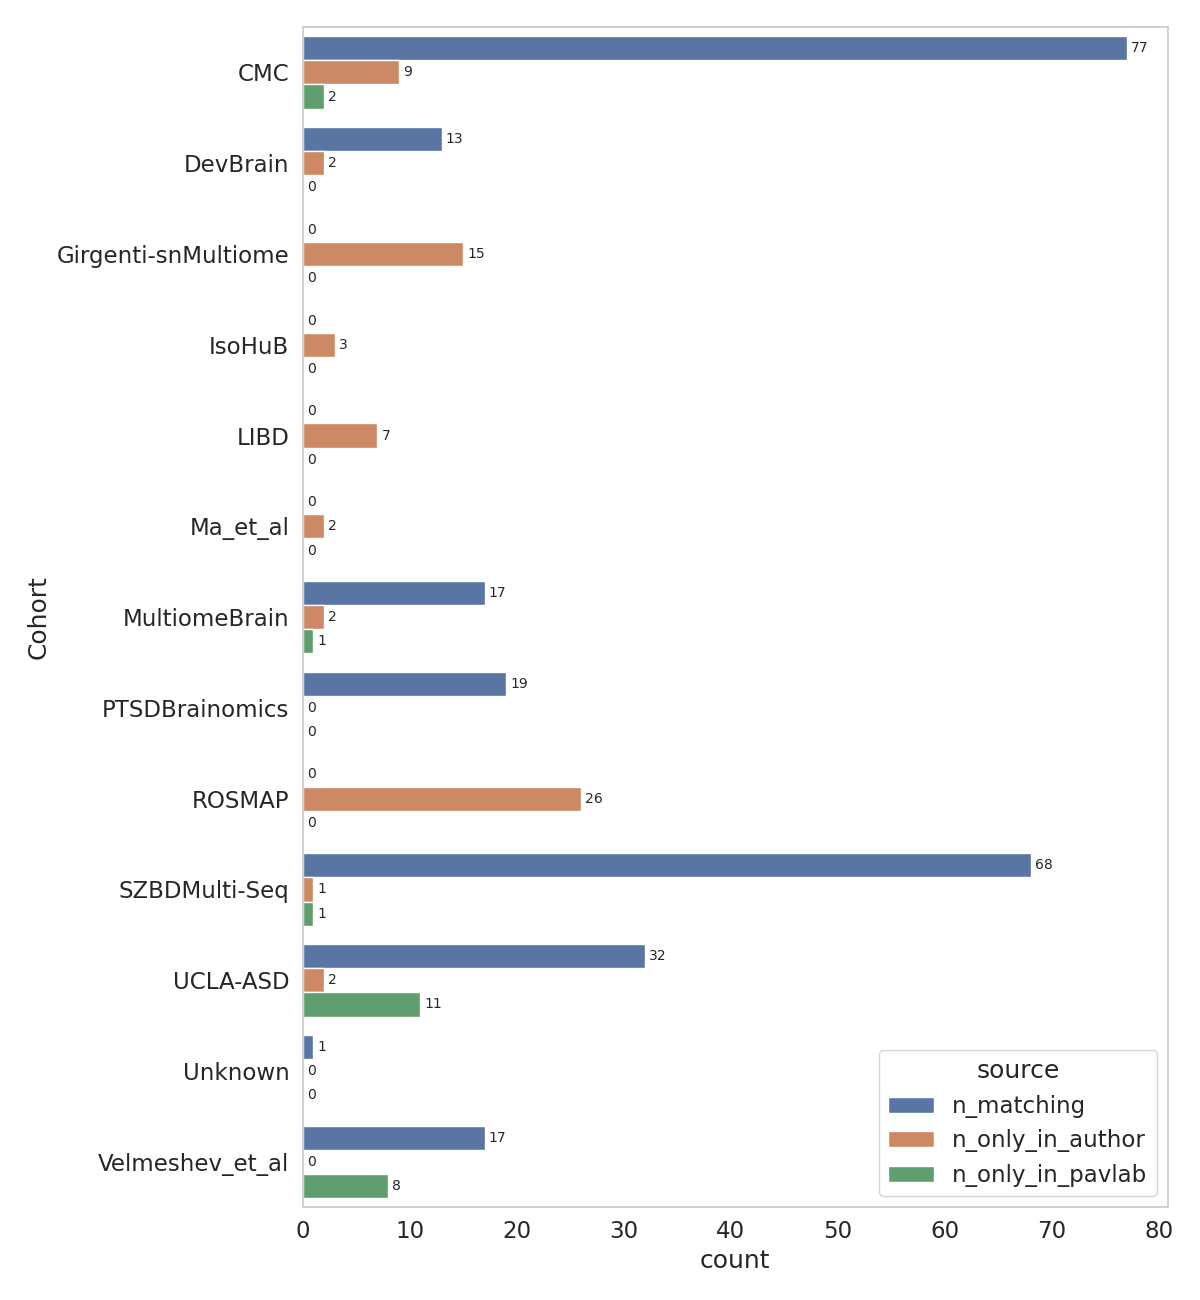 CMC
77
9
2
DevBrain
13
2
0
Girgenti-snMultiome
0
15
0
IsoHuB
0
3
0
LIBD
0
7
0
Ma_et_al
0
2
0
MultiomeBrain
17
2
1
PTSDBrainomics
19
0
0
ROSMAP
0
26
0
SZBDMulti-Seq
68
1
1
UCLA-ASD
32
2
11
Unknown
1
0
0
Velmeshev_et_al
17
0
8
Cohort
source
n_matching
n_only_in_author
n_only_in_pavlab
0 10 20 30 40 50 60 70 80
count